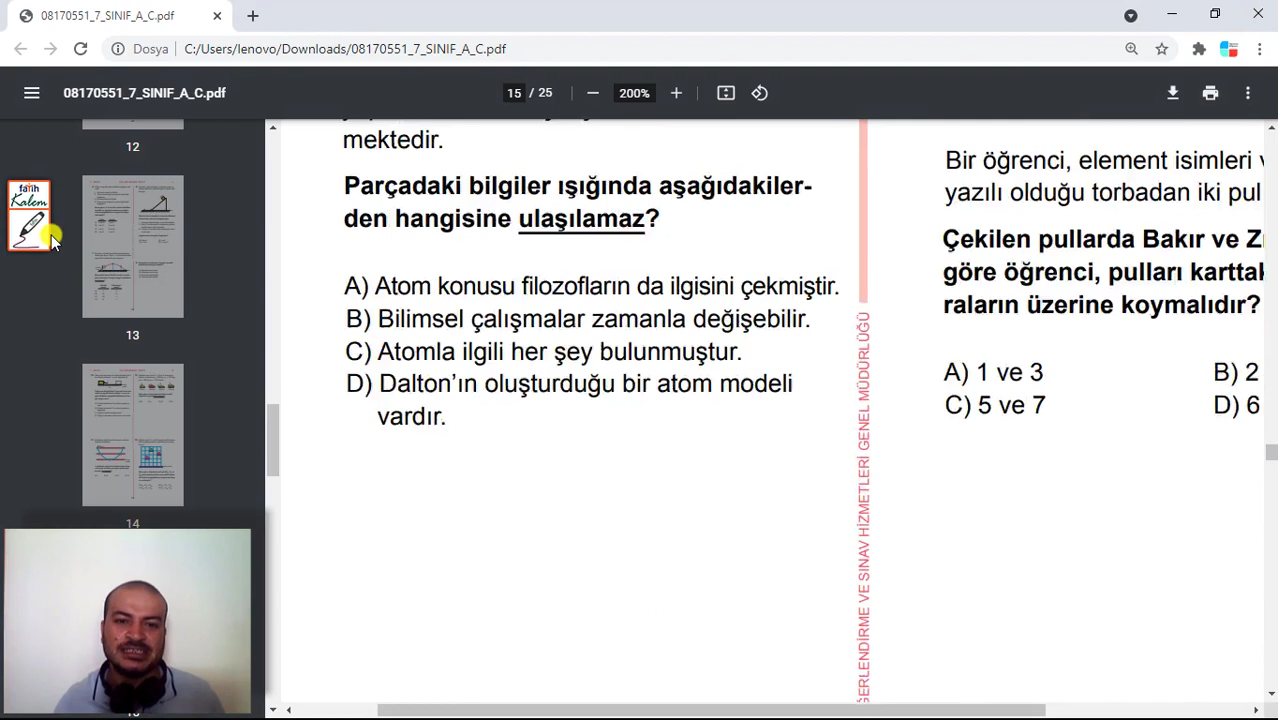 08170551_7_SINIF_A_C.pdf
Dosya C:/Users/lenovo/Downloads/08170551_7_SINIF_A_C.pdf
08170551_7_SINIF_A_C.pdf
15 / 25
200%
12
13
14
fatih
Kalem
mektedir.
Parçadaki bilgiler ışığında aşağıdakiler-
den hangisine ulaşılamaz?
A) Atom konusu filozofların da ilgisini çekmiştir.
B) Bilimsel çalışmalar zamanla değişebilir.
C) Atomla ilgili her şey bulunmuştur.
D) Dalton’ın oluşturduğu bir atom modeli
vardır.
ĞERLENDİRME VE SINAV HİZMETLERİ GENEL MÜDÜRLÜĞÜ
Bir öğrenci, element isimleri v
yazılı olduğu torbadan iki pul
Çekilen pullarda Bakır ve Zı
göre öğrenci, pulları karttak
raların üzerine koymalıdır?
A) 1 ve 3
B) 2
C) 5 ve 7
D) 6